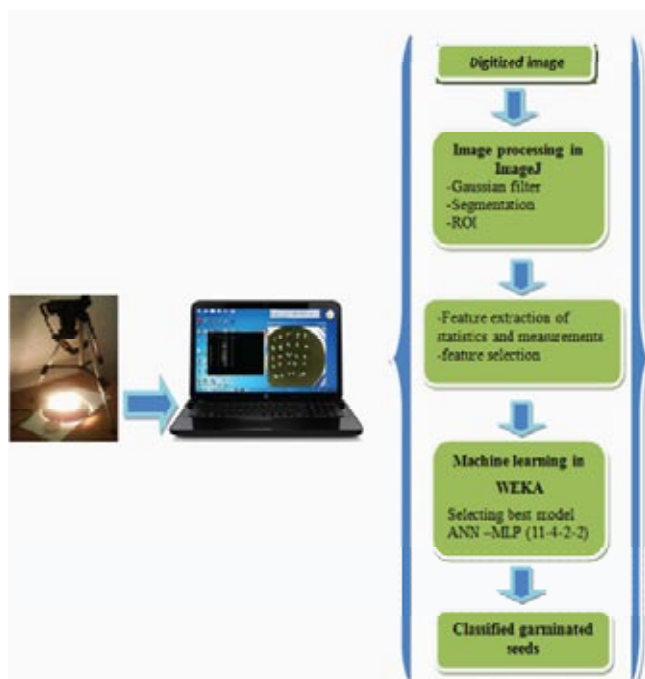 Digitized image
Image processing in
ImageJ
-Gaussian filter
-Segmentation
-ROI
-Feature extraction of
statistics and measurements
-feature selection
Machine learning in
WEKA
Selecting best model
ANN –MLP (11-4-2-2)
Classified garminated
seeds